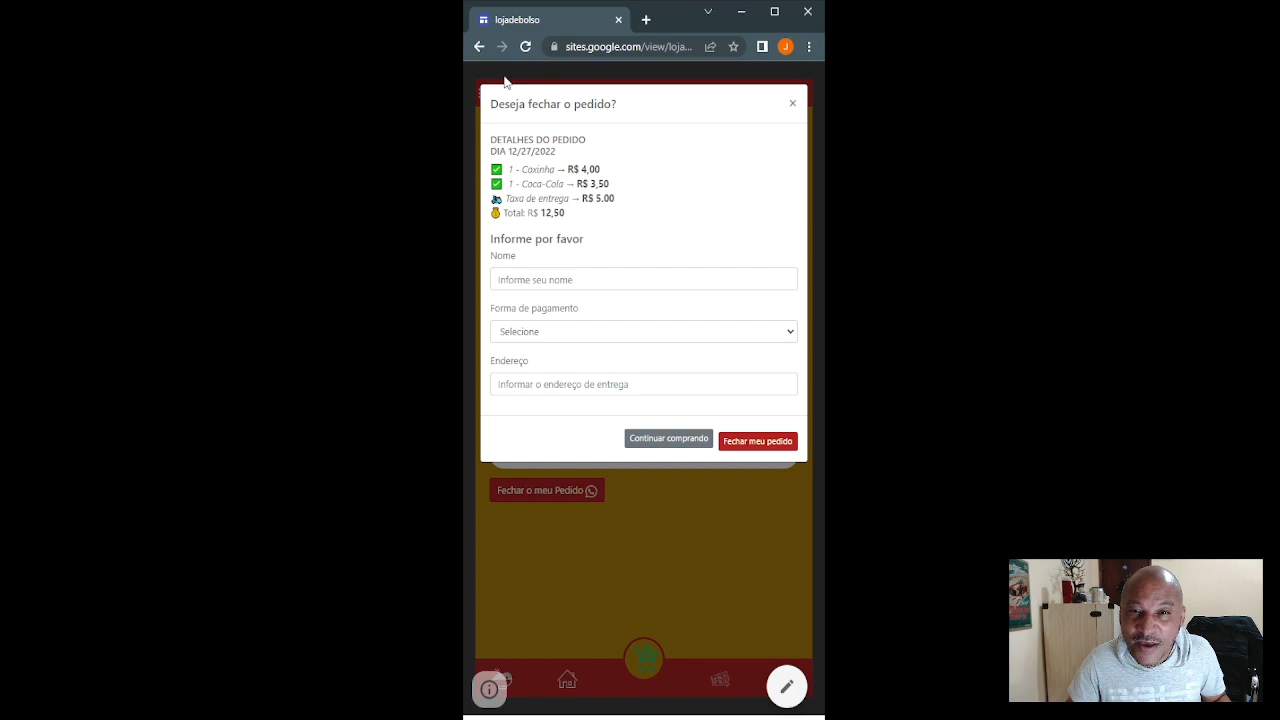 lojadebolso
sites.google.com/view/loja...
J
Deseja fechar o pedido?
DETALHES DO PEDIDO
DIA 12/27/2022
1 - Coxinha → R$ 4,00
1 - Coca-Cola → R$ 3,50
Taxa de entrega → R$ 5.00
Total: R$ 12,50
Informe por favor
Nome
Informe seu nome
Forma de pagamento
Selecione
Endereço
Informar o endereço de entrega
Continuar comprando
Fechar meu pedido
Fechar o meu Pedido